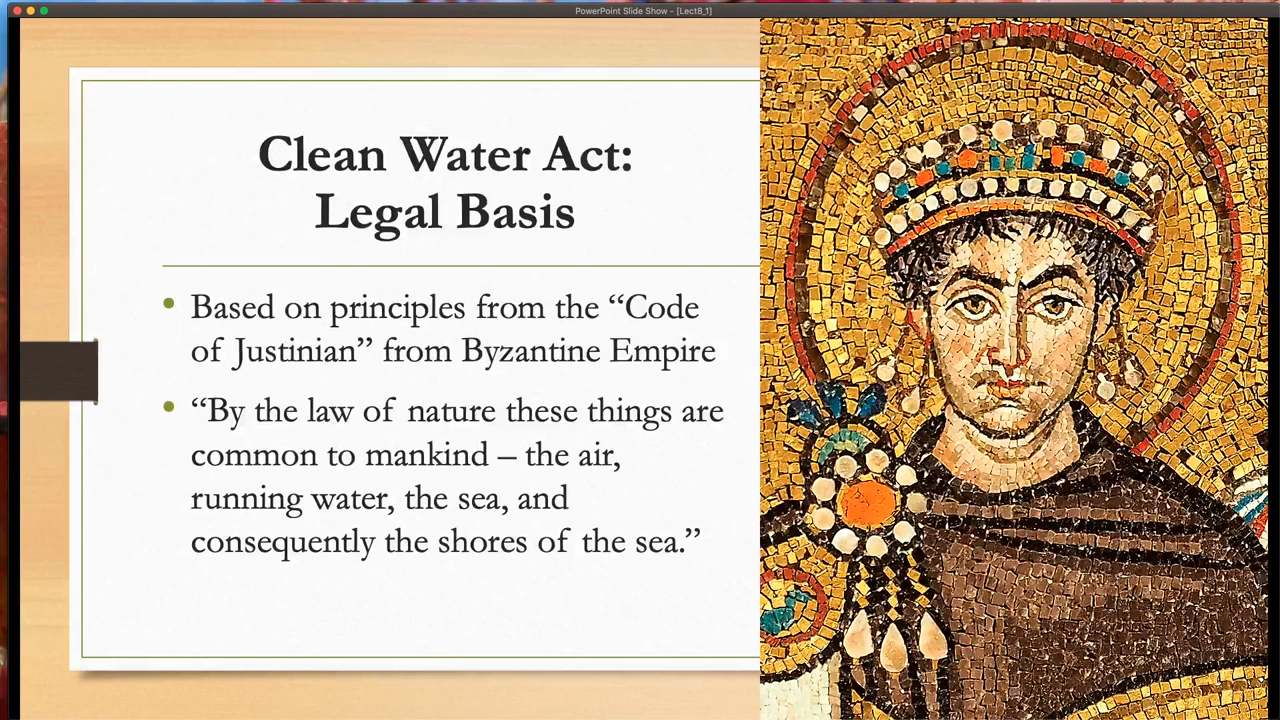 PowerPoint Slide Show - [Lect8_1]
Clean Water Act:
Legal Basis
• Based on principles from the “Code
of Justinian” from Byzantine Empire
• “By the law of nature these things are
common to mankind – the air,
running water, the sea, and
consequently the shores of the sea.”